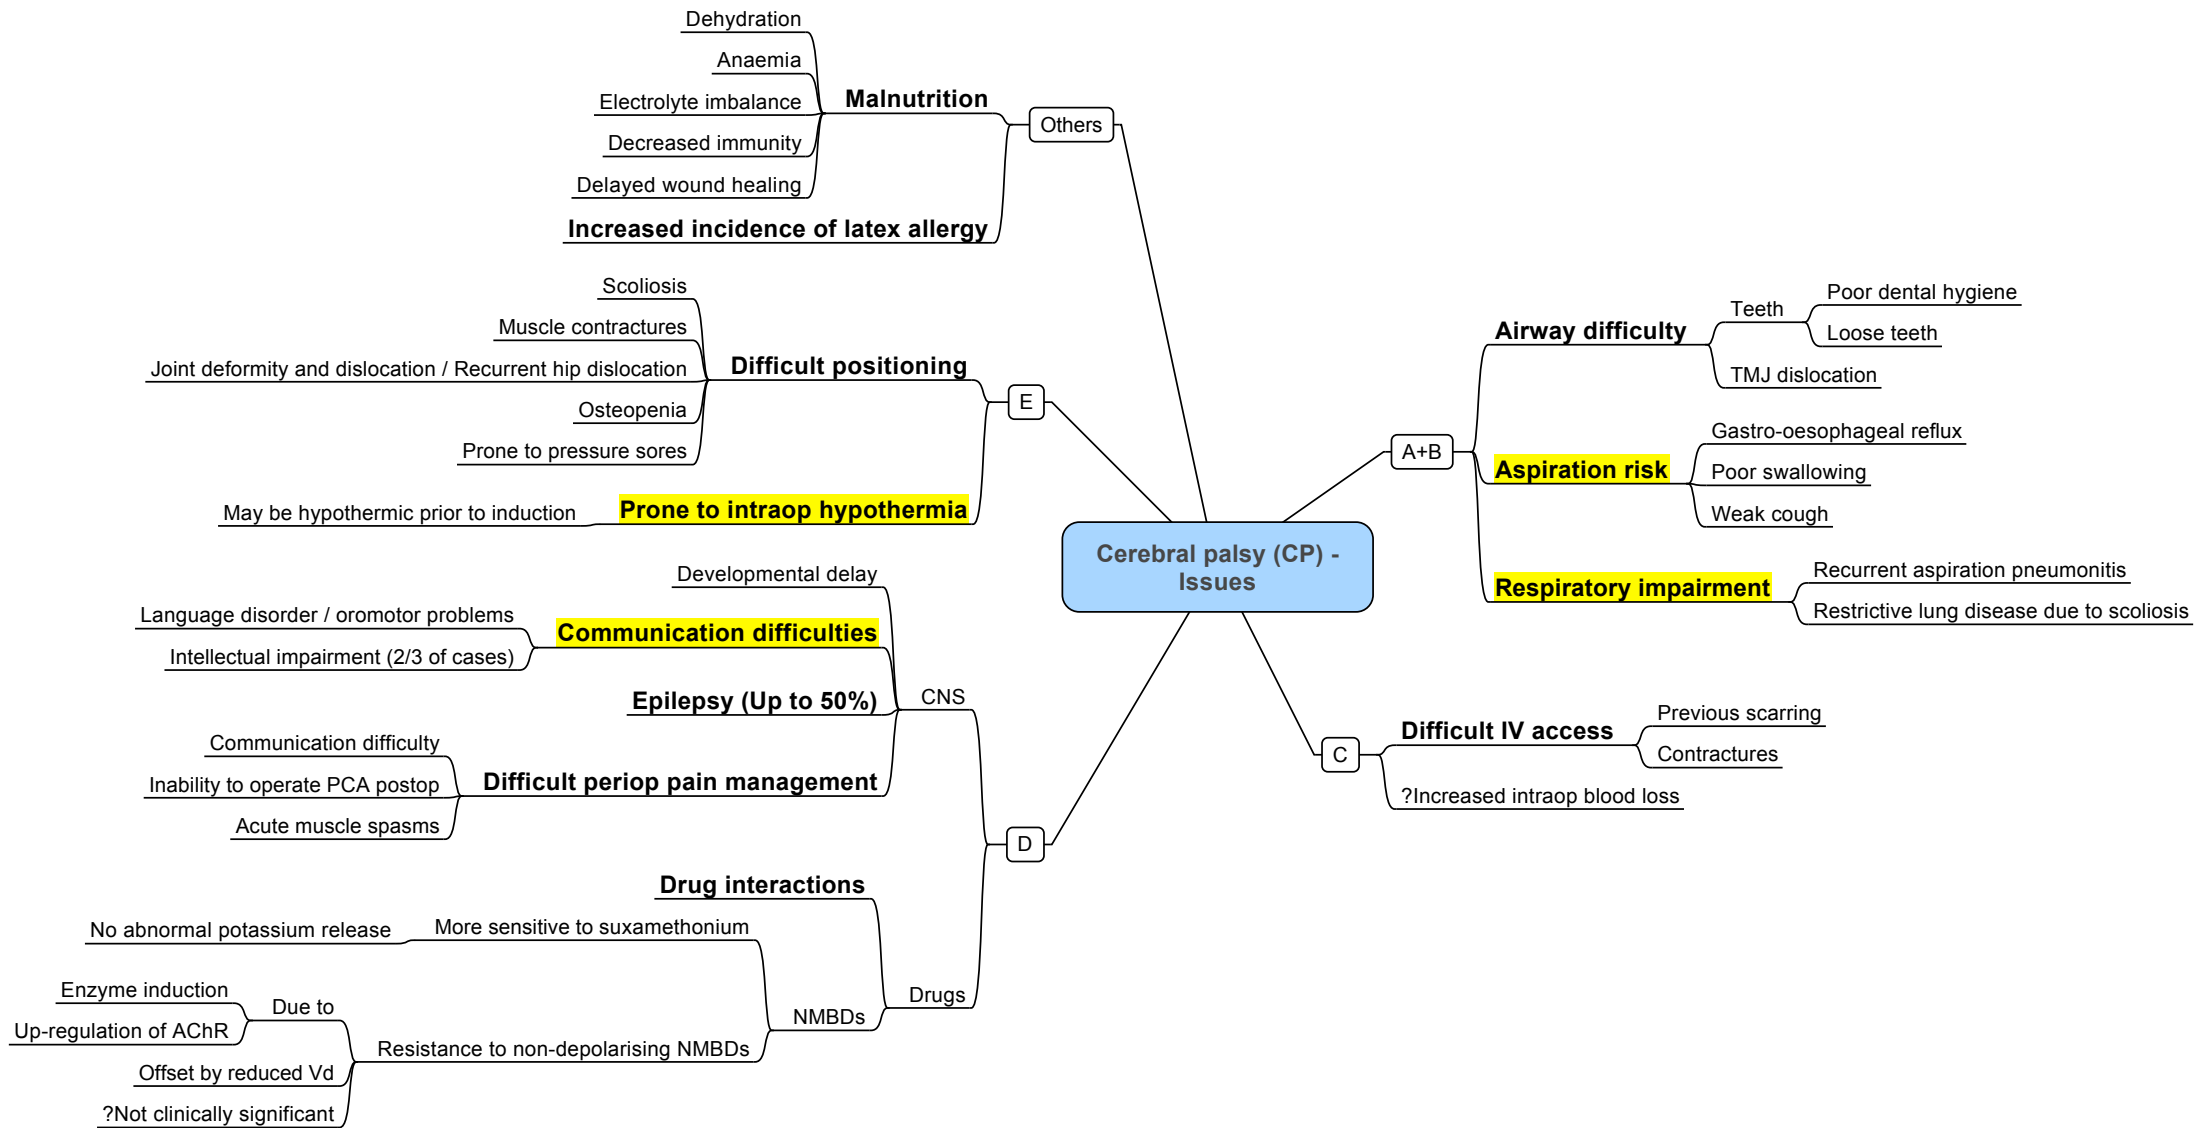 Cerebral palsy (CP) -
Issues
A+B
Airway difficulty
Teeth
Poor dental hygiene
Loose teeth
TMJ dislocation
Aspiration risk
Gastro-oesophageal reflux
Poor swallowing
Weak cough
Respiratory impairment
Recurrent aspiration pneumonitis
Restrictive lung disease due to scoliosis
C
Difficult IV access
Previous scarring
Contractures
?Increased intraop blood loss
D
CNS
Developmental delay
Communication difficulties
Language disorder / oromotor problems
Intellectual impairment (2/3 of cases)
Epilepsy (Up to 50%)
Difficult periop pain management
Communication difficulty
Inability to operate PCA postop
Acute muscle spasms
Drugs
Drug interactions
NMBDs
More sensitive to suxamethonium
No abnormal potassium release
Resistance to non-depolarising NMBDs
Due to
Enzyme induction
Up-regulation of AChR
Offset by reduced Vd
?Not clinically significant
E
Difficult positioning
Scoliosis
Muscle contractures
Joint deformity and dislocation / Recurrent hip dislocation
Osteopenia
Prone to pressure sores
Prone to intraop hypothermia
May be hypothermic prior to induction
Others
Malnutrition
Dehydration
Anaemia
Electrolyte imbalance
Decreased immunity
Delayed wound healing
Increased incidence of latex allergy